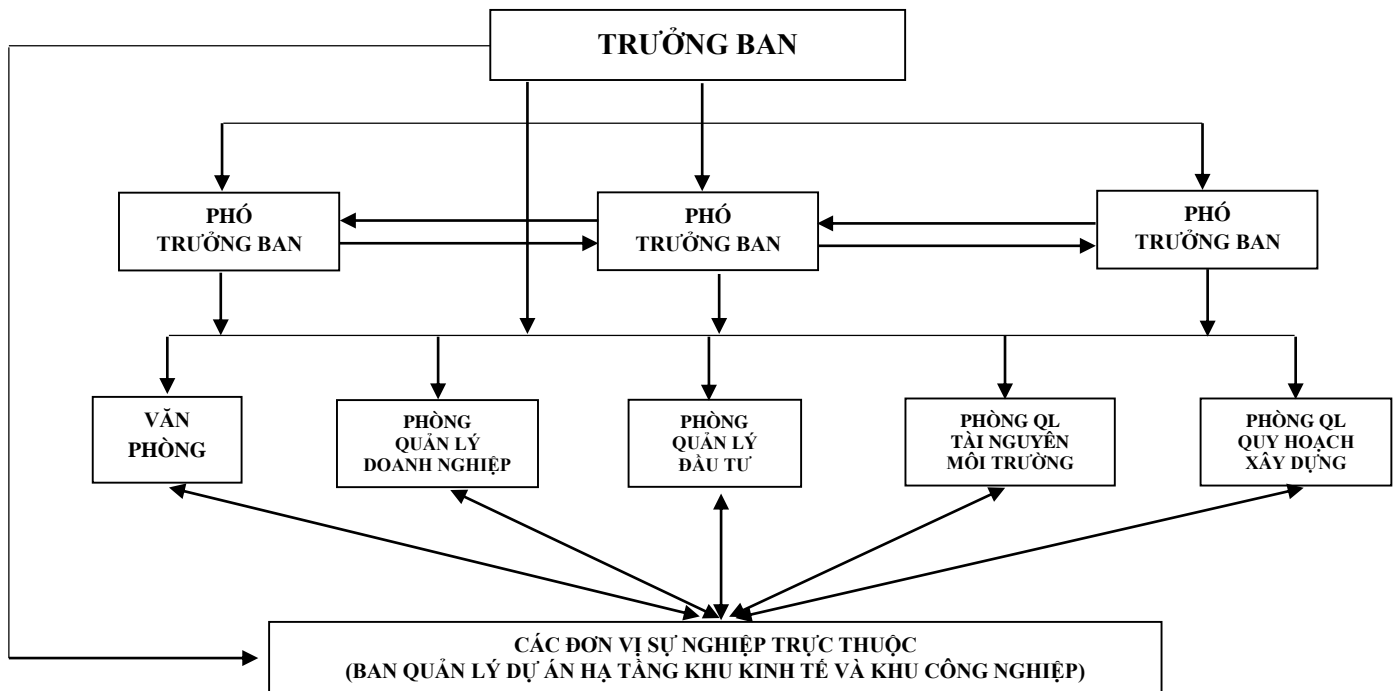 TRƯỞNG BAN
PHÓ
TRƯỞNG BAN
PHÓ
TRƯỞNG BAN
PHÓ
TRƯỞNG BAN
VĂN
PHÒNG
PHÒNG
QUẢN LÝ
DOANH NGHIỆP
PHÒNG
QUẢN LÝ
ĐẦU TƯ
PHÒNG QL
TÀI NGUYÊN
MÔI TRƯỜNG
PHÒNG QL
QUY HOẠCH
XÂY DỰNG
CÁC ĐƠN VỊ SỰ NGHIỆP TRỰC THUỘC
(BAN QUẢN LÝ DỰ ÁN HẠ TẦNG KHU KINH TẾ VÀ KHU CÔNG NGHIỆP)